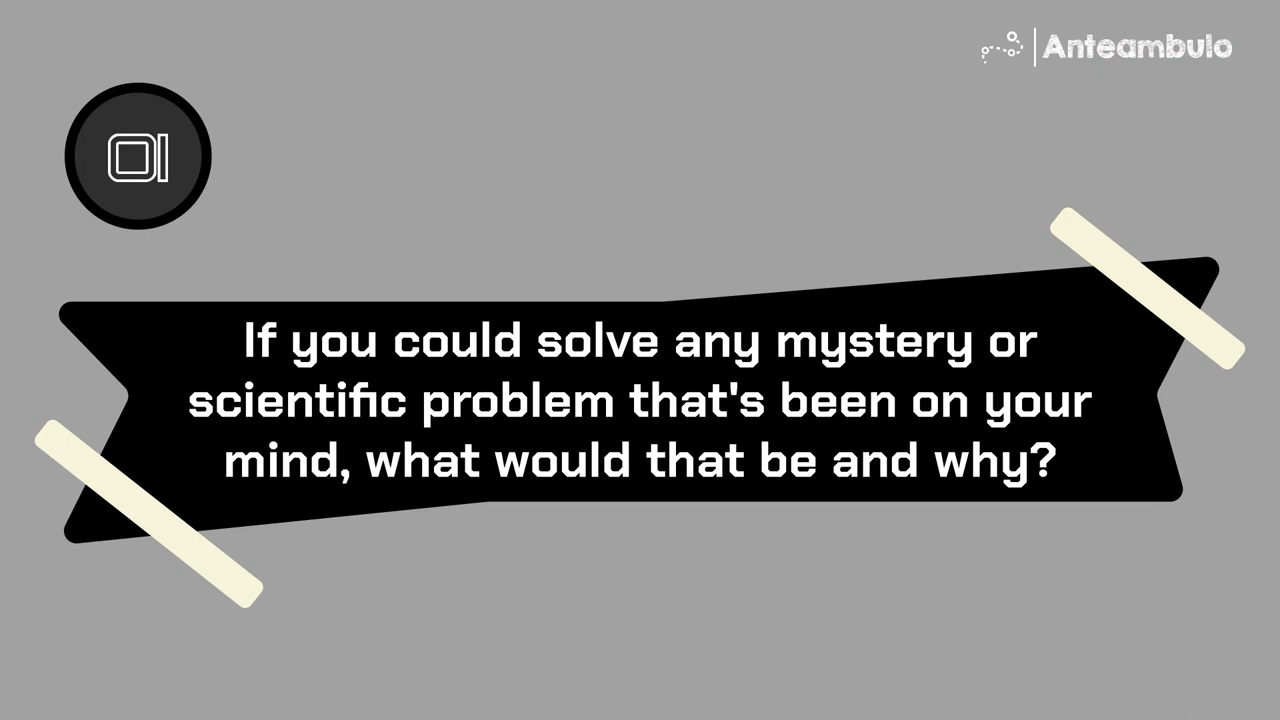 Anteambulo
01
If you could solve any mystery or
scientific problem that's been on your
mind, what would that be and why?